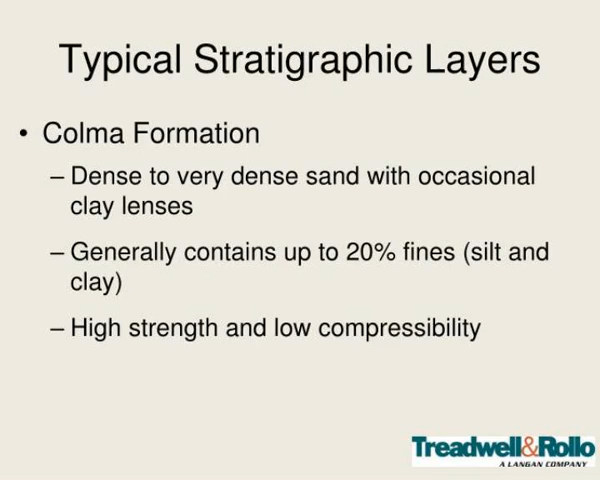 Typical Stratigraphic Layers
• Colma Formation
– Dense to very dense sand with occasional
clay lenses
– Generally contains up to 20% fines (silt and
clay)
– High strength and low compressibility
Treadwell&Rollo
A LANGAN COMPANY